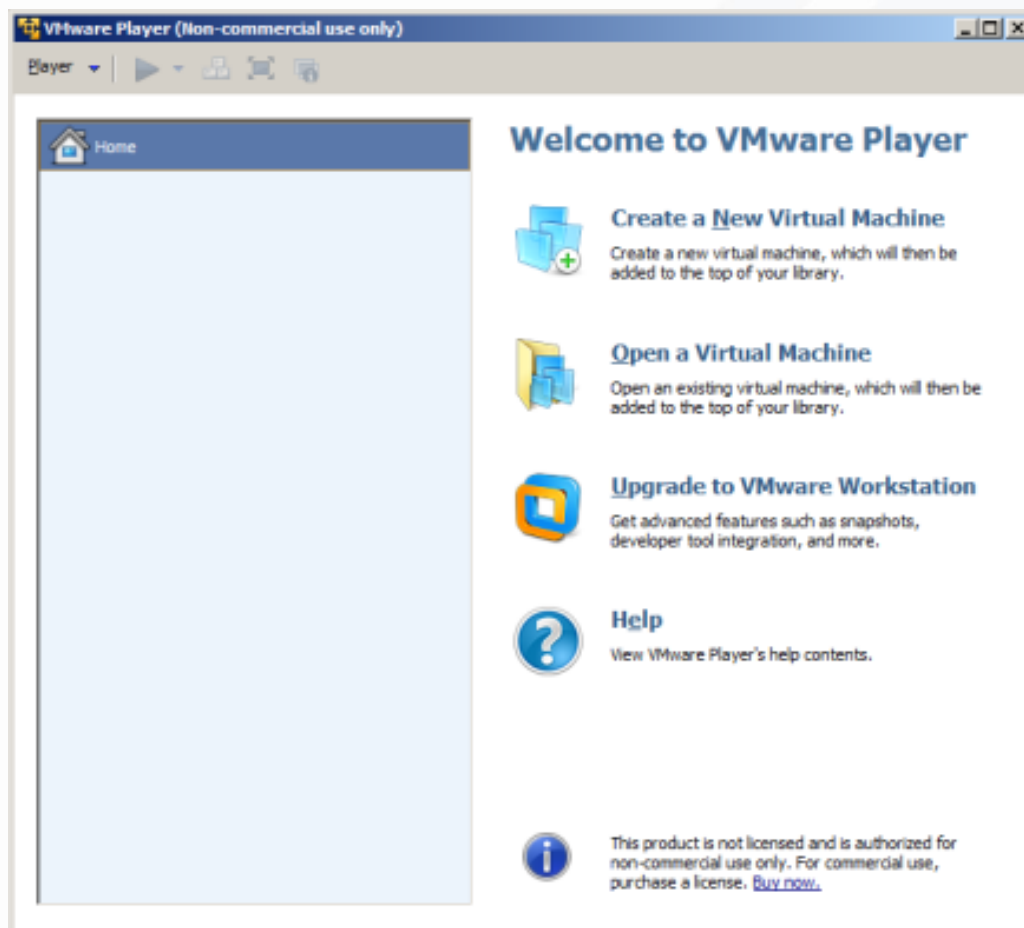 VMware Player (Non-commercial use only)
Player
Home
Welcome to VMware Player
Create a New Virtual Machine
Create a new virtual machine, which will then be
added to the top of your library.
Open a Virtual Machine
Open an existing virtual machine, which will then be
added to the top of your library.
Upgrade to VMware Workstation
Get advanced features such as snapshots,
developer tool integration, and more.
Help
View VMware Player's help contents.
This product is not licensed and is authorized for
non-commercial use only. For commercial use,
purchase a license. Buy now.